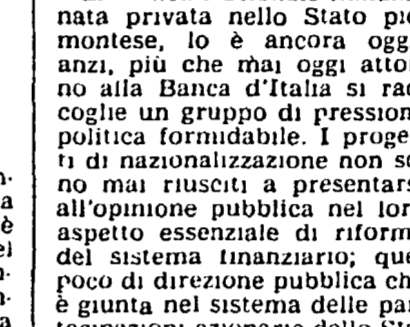 nata privata nello Stato pie
montese, lo è ancora ogg
anzi, più che mai oggi atto
no alla Banca d'Italia si rac
coglie un gruppo di pression
politica formidabile. I proge
ti di nazionalizzazione non so
no mai riusciti a presentars
all'opinione pubblica nel lor
aspetto essenziale di riform
del sistema finanziario; que
poco di direzione pubblica ch
è giunta nel sistema delle par